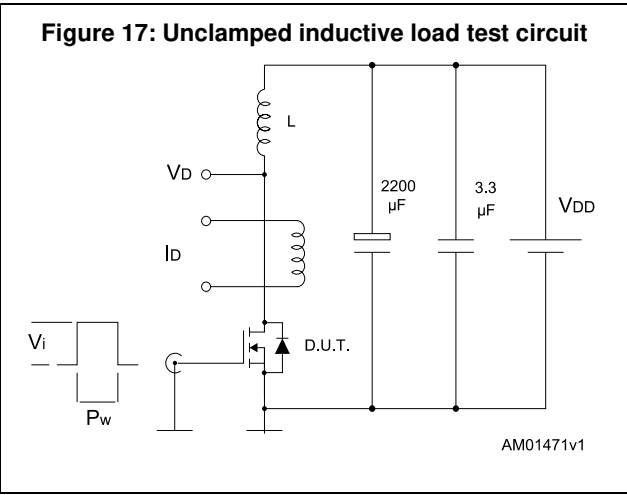 Figure 17: Unclamped inductive load test circuit
L
VD
2200
µF
3.3
µF
VDD
ID
Vi
D.U.T.
Pw
AM01471v1